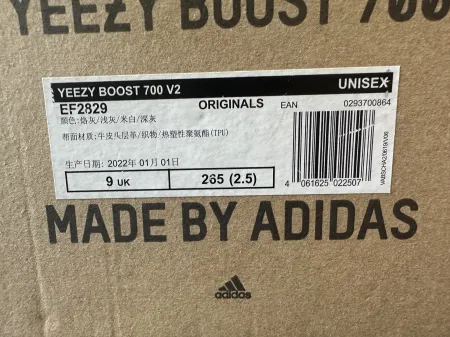 YEEZY BOOST 700
YEEZY BOOST 700 V2 UNISEX
EF2829 ORIGINALS EAN 0293700864
颜色:烙灰/浅灰/米白/深灰
帮面材质:牛皮头层革/织物/热塑性聚氨酯(TPU)
生产日期: 2022年 01月 01日
9 UK 265 (2.5)
4 061625 022507
VABSCHA2/0619/V06
MADE BY ADIDAS
adidas